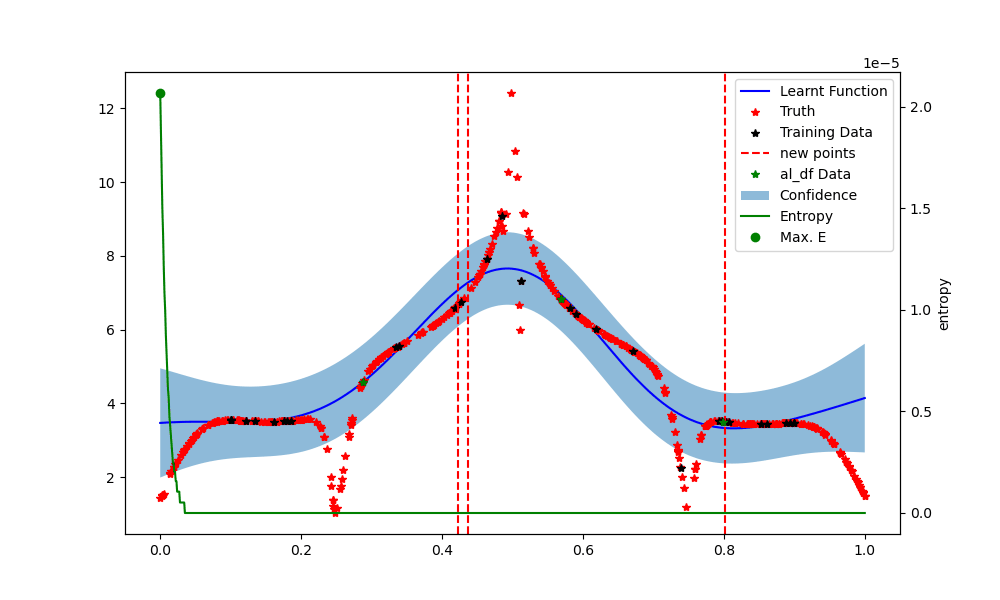 1e−5
12
10
8
6
4
2
Learnt Function
Truth
Training Data
new points
al_df Data
Confidence
Entropy
Max. E
2.0
1.5
1.0
0.5
0.0
entropy
0.0 0.2 0.4 0.6 0.8 1.0